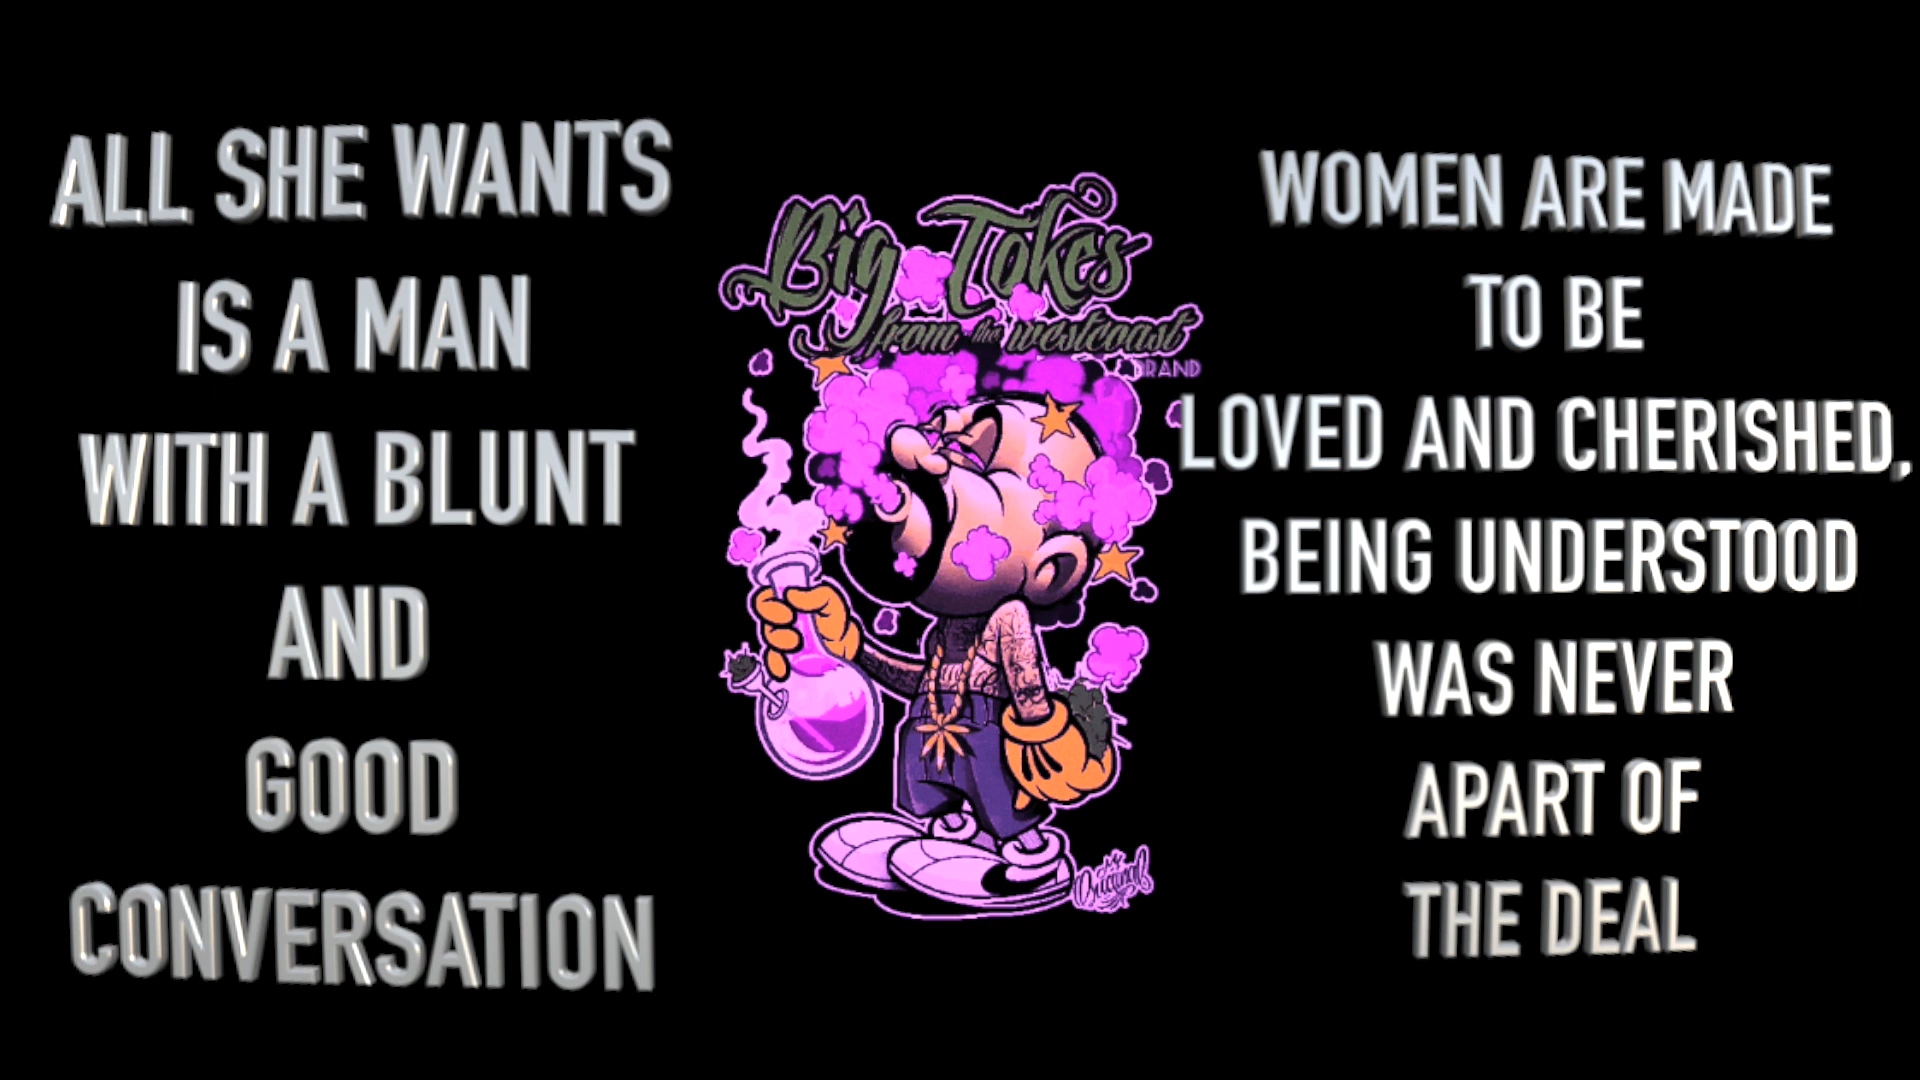 ALL SHE WANTS
IS A MAN
WITH A BLUNT
AND
GOOD
CONVERSATION
Big Tokes
from the westcoast
BRAND
Originals
WOMEN ARE MADE
TO BE
LOVED AND CHERISHED,
BEING UNDERSTOOD
WAS NEVER
APART OF
THE DEAL